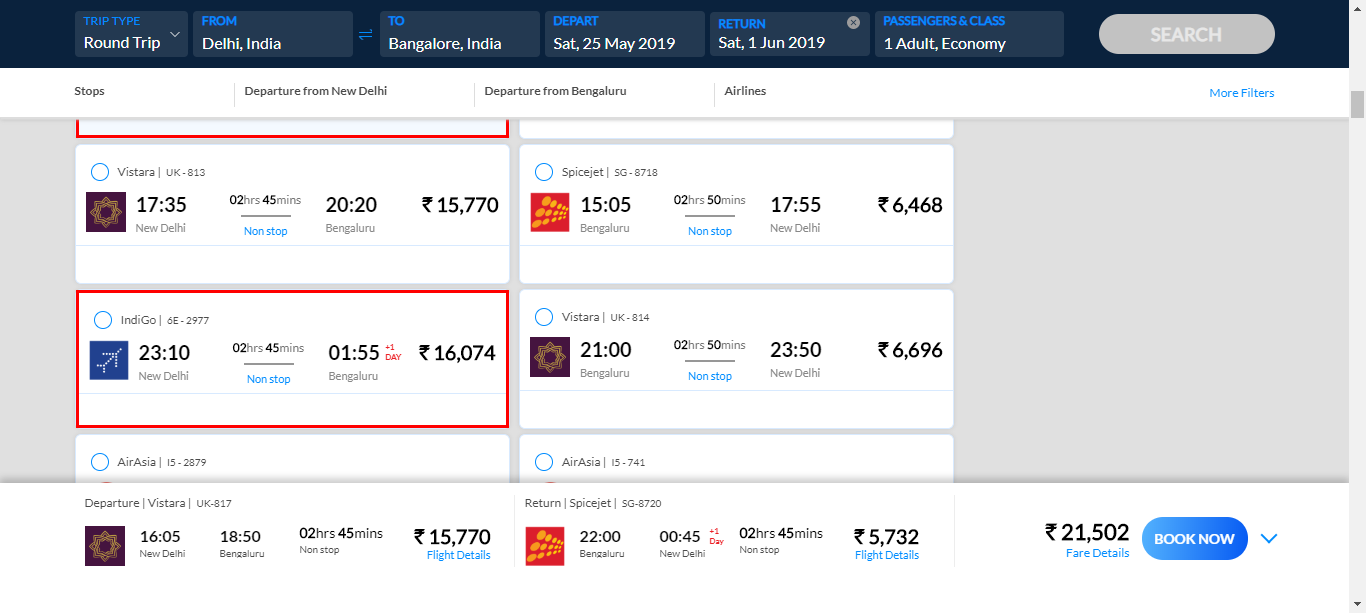 TRIP TYPE
Round Trip
FROM
Delhi, India
TO
Bangalore, India
DEPART
Sat, 25 May 2019
RETURN
Sat, 1 Jun 2019
PASSENGERS & CLASS
1 Adult, Economy
SEARCH
Stops
Departure from New Delhi
Departure from Bengaluru
Airlines
More Filters
Vistara | UK - 813
17:35 02hrs 45mins 20:20 ₹ 15,770
New Delhi Non stop Bengaluru
Spicejet | SG - 8718
15:05 02hrs 50mins 17:55 ₹ 6,468
Bengaluru Non stop New Delhi
IndiGo | 6E - 2977
23:10 02hrs 45mins 01:55 +1 DAY ₹ 16,074
New Delhi Non stop Bengaluru
Vistara | UK - 814
21:00 02hrs 50mins 23:50 ₹ 6,696
Bengaluru Non stop New Delhi
AirAsia | I5 - 2879
AirAsia | I5 - 741
Departure | Vistara | UK-817
16:05 18:50 02hrs 45mins ₹ 15,770
New Delhi Bengaluru Non stop Flight Details
Return | Spicejet | SG-8720
22:00 00:45 +1 Day 02hrs 45mins ₹ 5,732
Bengaluru New Delhi Non stop Flight Details
₹ 21,502
Fare Details
BOOK NOW